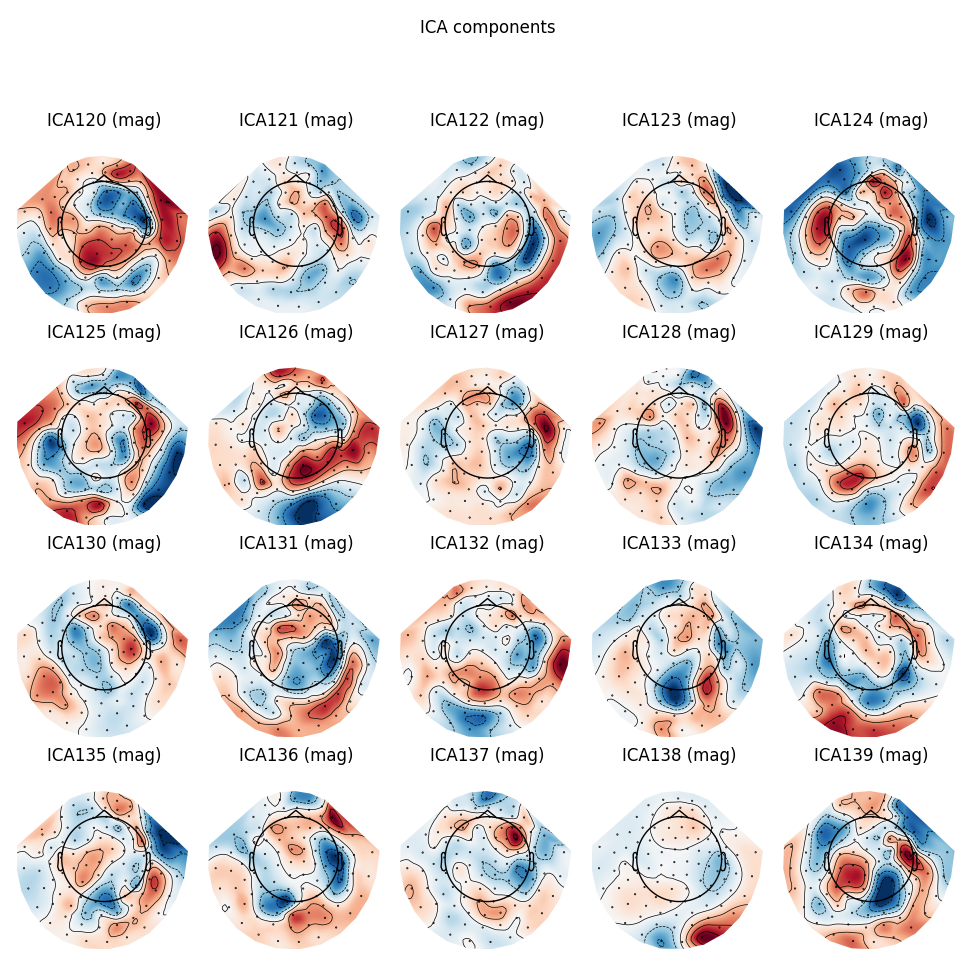 ICA components
ICA120 (mag) ICA121 (mag) ICA122 (mag) ICA123 (mag) ICA124 (mag)
ICA125 (mag) ICA126 (mag) ICA127 (mag) ICA128 (mag) ICA129 (mag)
ICA130 (mag) ICA131 (mag) ICA132 (mag) ICA133 (mag) ICA134 (mag)
ICA135 (mag) ICA136 (mag) ICA137 (mag) ICA138 (mag) ICA139 (mag)